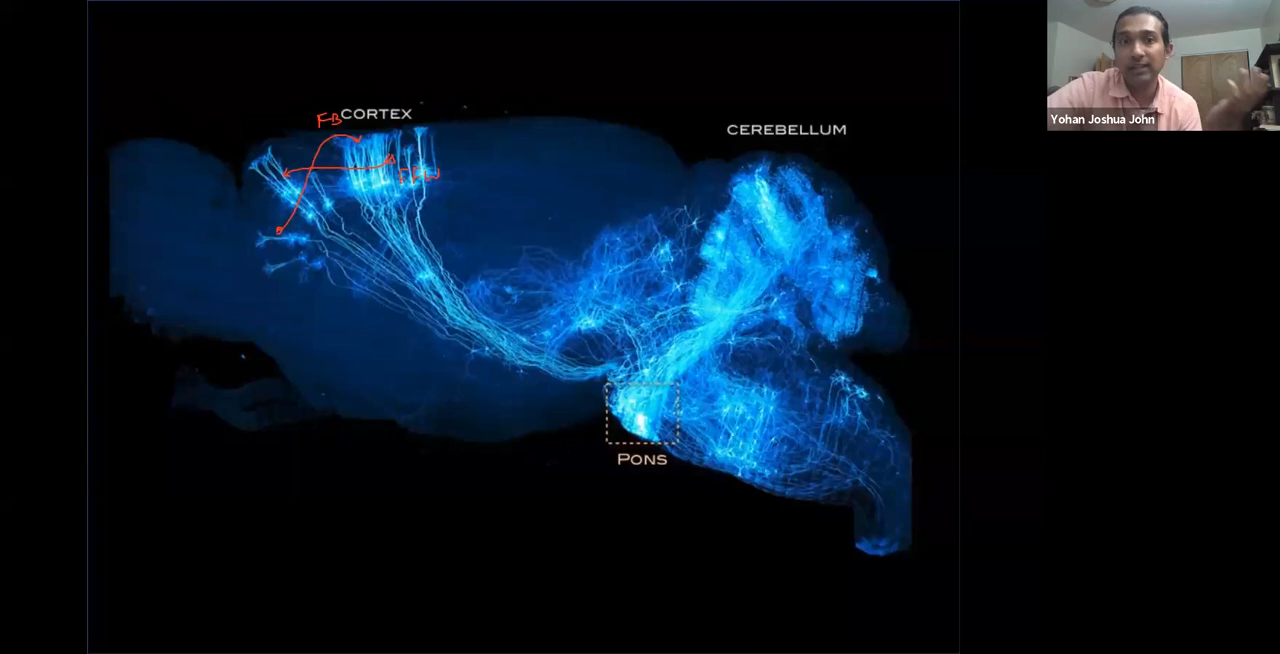 CORTEX
FB
FFW
CEREBELLUM
PONS
Yohan Joshua John